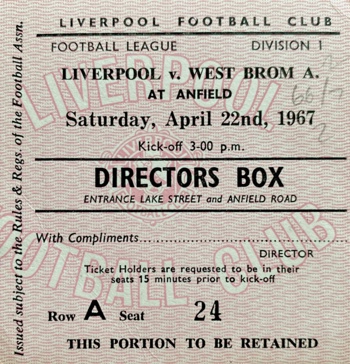 LIVERPOOL FOOTBALL CLUB
FOOTBALL LEAGUE DIVISION 1
LIVERPOOL v. WEST BROM A.
AT ANFIELD
Saturday, April 22nd, 1967
Kick-off 3-00 p.m.
DIRECTORS BOX
ENTRANCE LAKE STREET and ANFIELD ROAD
With Compliments
DIRECTOR
Ticket Holders are requested to be in their
seats 15 minutes prior to kick-off
Row A Seat 24
THIS PORTION TO BE RETAINED
Issued subject to the Rules & Regs. of the Football Assn.
LIVERPOOL
FOOTBALL CLUB